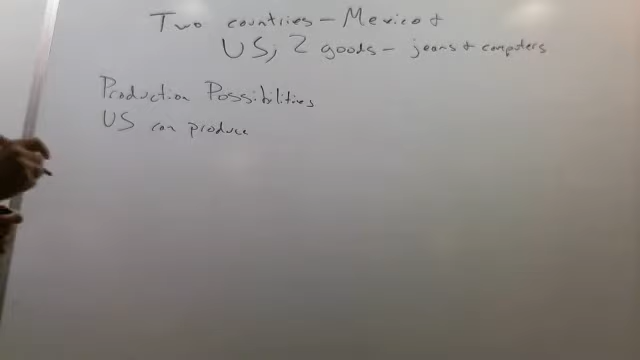 Two countries - Mexico &
US, 2 goods - jeans & computers
Production Possibilities
US can produce